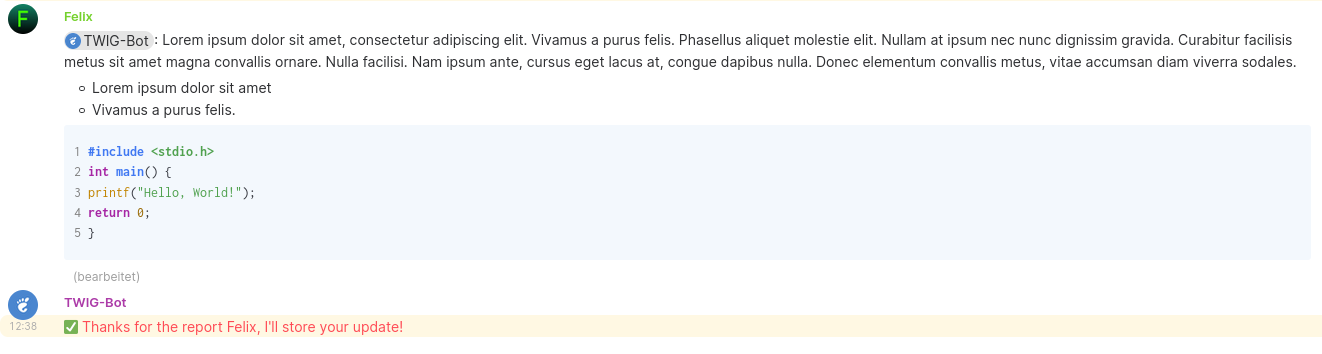 F
Felix
TWIG-Bot: Lorem ipsum dolor sit amet, consectetur adipiscing elit. Vivamus a purus felis. Phasellus aliquet molestie elit. Nullam at ipsum nec nunc dignissim gravida. Curabitur facilisis
metus sit amet magna convallis ornare. Nulla facilisi. Nam ipsum ante, cursus eget lacus at, congue dapibus nulla. Donec elementum convallis metus, vitae accumsan diam viverra sodales.
Lorem ipsum dolor sit amet
Vivamus a purus felis.
1 #include <stdio.h>
2 int main() {
3 printf("Hello, World!");
4 return 0;
5 }
(bearbeitet)
TWIG-Bot
12:38 ✅ Thanks for the report Felix, I'll store your update!